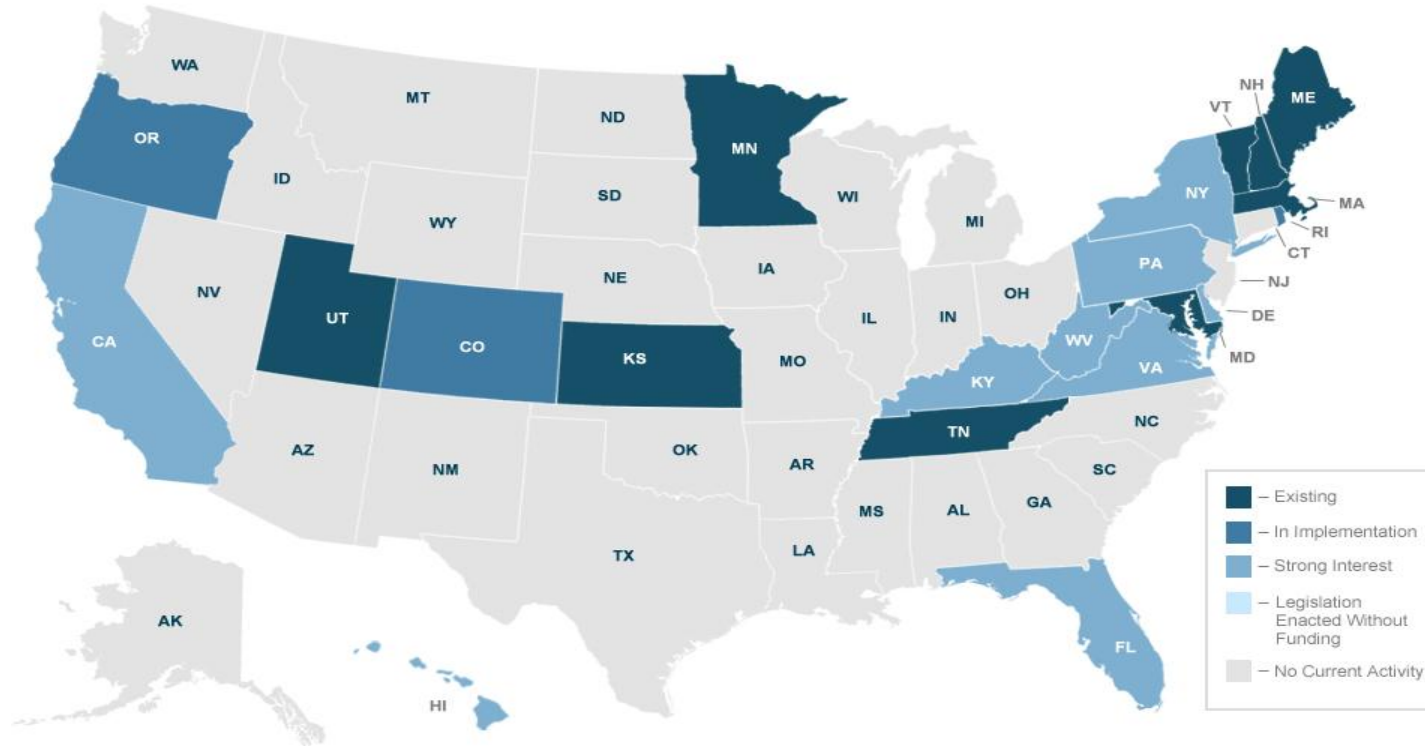 WA
MT
ND
MN
VT
NH
ME
OR
ID
SD
WI
MI
NY
MA
RI
CT
WY
IA
PA
NJ
NE
OH
DE
NV
UT
CO
KS
IL
IN
WV
MD
CA
MO
KY
VA
AZ
NM
OK
AR
TN
NC
SC
MS
AL
GA
TX
LA
AK
HI
FL
– Existing
– In Implementation
– Strong Interest
– Legislation
Enacted Without
Funding
– No Current Activity